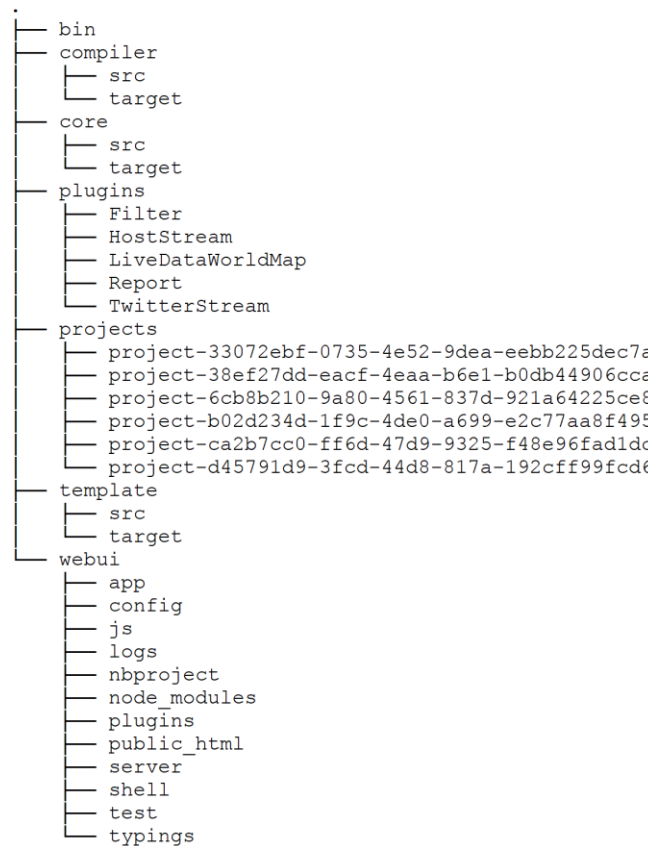 .
├── bin
├── compiler
│   ├── src
│   └── target
├── core
│   ├── src
│   └── target
├── plugins
│   ├── Filter
│   ├── HostStream
│   ├── LiveDataWorldMap
│   ├── Report
│   └── TwitterStream
├── projects
│   ├── project-33072ebf-0735-4e52-9dea-eebb225dec7a
│   ├── project-38ef27dd-eacf-4eaa-b6e1-b0db44906cca
│   ├── project-6cb8b210-9a80-4561-837d-921a64225ce8
│   ├── project-b02d234d-1f9c-4de0-a699-e2c77aa8f495
│   ├── project-ca2b7cc0-ff6d-47d9-9325-f48e96fad1dc
│   └── project-d45791d9-3fcd-44d8-817a-192cff99fcd6
├── template
│   ├── src
│   └── target
└── webui
    ├── app
    ├── config
    ├── js
    ├── logs
    ├── nbproject
    ├── node_modules
    ├── plugins
    ├── public_html
    ├── server
    ├── shell
    ├── test
    └── typings